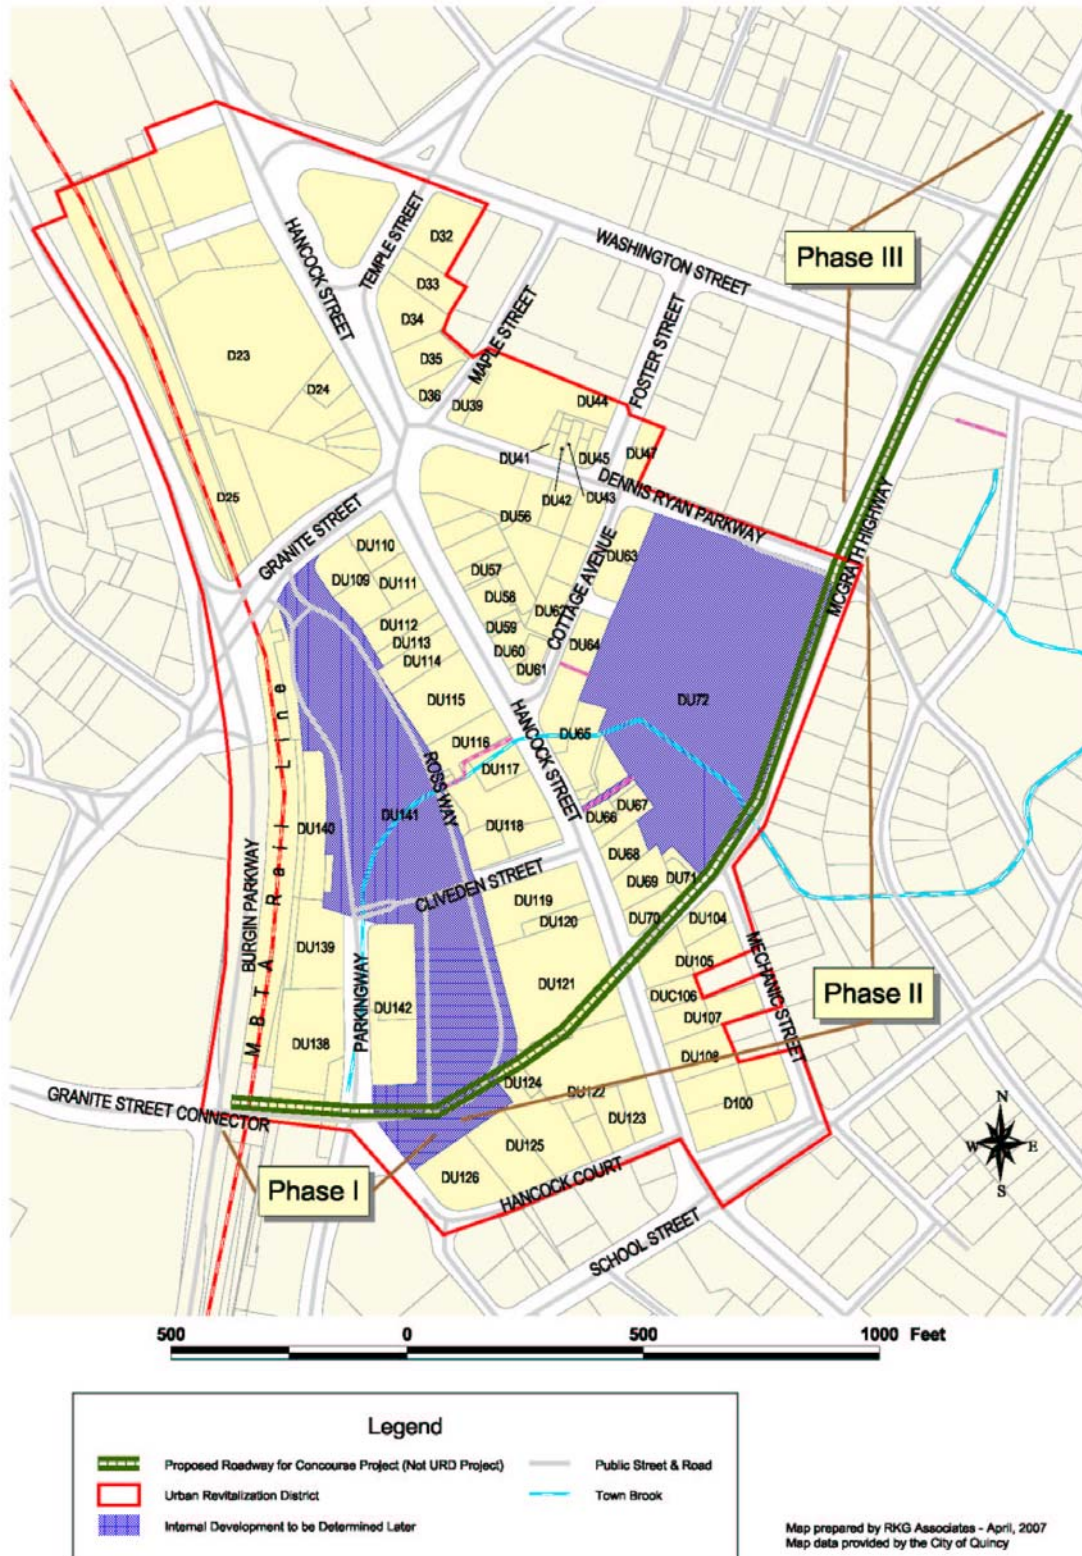 Phase III
WASHINGTON STREET
HANCOCK STREET
TEMPLE STREET
D32
D33
D34
D35
D36
MAPLE STREET
FOSTER STREET
D23
D24
D25
DU39
DU44
DU41
DU45
DU47
DU42
DU43
DENNIS RYAN PARKWAY
MCGRATH HIGHWAY
GRANITE STREET
DU56
DU110
DU109
DU111
DU57
DU58
DU59
DU60
DU61
DU62
DU63
DU64
COTTAGE AVENUE
DU112
DU113
DU114
DU115
DU116
DU117
DU118
HANCOCK STREET
DU65
DU72
DU66
DU67
DU68
DU69
DU70
DU71
ROSS WAY
DU141
DU140
CLIVEDEN STREET
BURGIN PARKWAY
MBTA Rail Line
DU119
DU120
DU121
DU104
DU105
DUC106
DU107
DU108
MECHANIC STREET
Phase II
DU139
DU142
PARKINGWAY
DU138
DU124
DU122
DU123
D100
GRANITE STREET CONNECTOR
DU125
DU126
HANCOCK COURT
Phase I
SCHOOL STREET
N
W E
S
500 0 500 1000 Feet
Legend
Proposed Roadway for Concourse Project (Not URD Project)
Public Street & Road
Urban Revitalization District
Town Brook
Internal Development to be Determined Later
Map prepared by RKG Associates - April, 2007
Map data provided by the City of Quincy